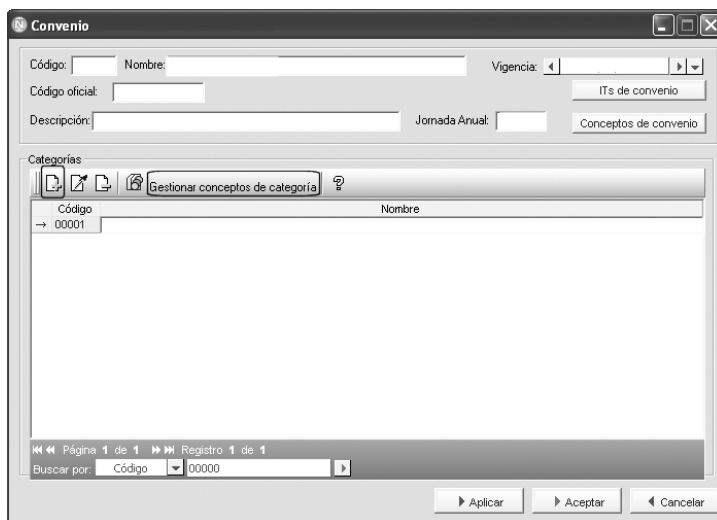 Convenio
Código: Nombre: Vigencia:
Código oficial: ITs de convenio
Descripción: Jornada Anual: Conceptos de convenio
Categorías
Gestionar conceptos de categoría
Código Nombre
00001
Página 1 de 1 Registro 1 de 1
Buscar por: Código 00000
Aplicar Aceptar Cancelar